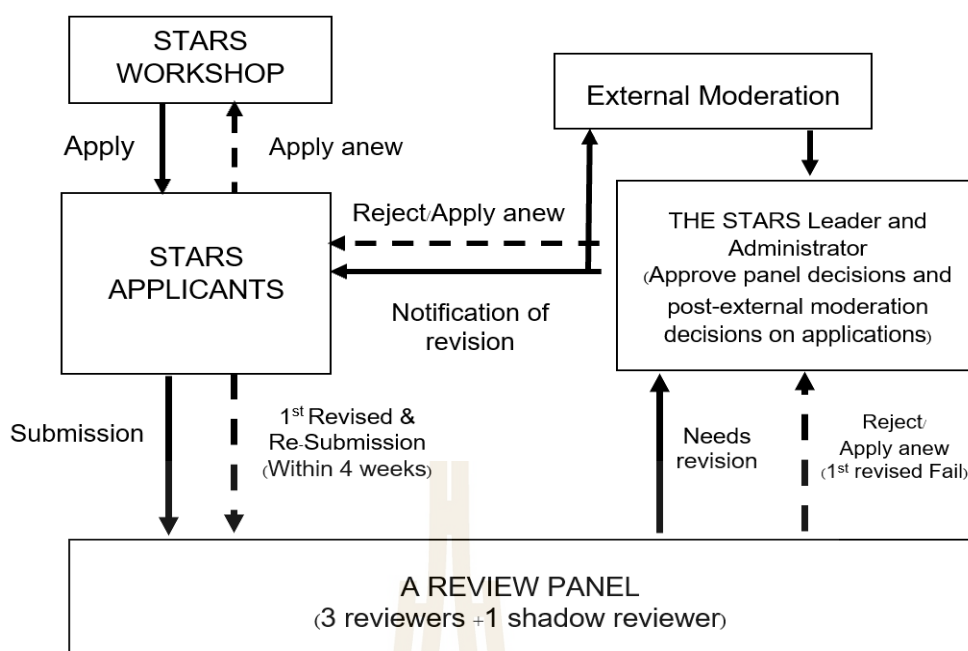 STARS
WORKSHOP
External Moderation
Apply
Apply anew
STARS
APPLICANTS
Reject/Apply anew
Notification of
revision
THE STARS Leader and
Administrator
(Approve panel decisions and
post-external moderation
decisions on applications)
Submission
1st Revised &
Re-Submission
(Within 4 weeks)
Needs
revision
Reject/
Apply anew
(1st revised Fail)
A REVIEW PANEL
(3 reviewers +1 shadow reviewer)